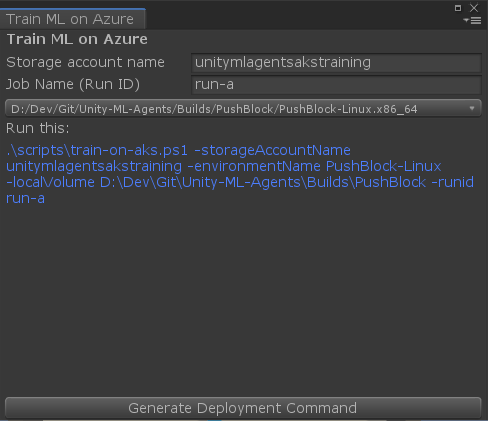 Train ML on Azure
Train ML on Azure
Storage account name unitymlagentsakstraining
Job Name (Run ID) run-a
D:/Dev/Git/Unity-ML-Agents/Builds/PushBlock/PushBlock-Linux.x86_64
Run this:
.\scripts\train-on-aks.ps1 -storageAccountName
unitymlagentsakstraining -environmentName PushBlock-Linux
-localVolume D:\Dev\Git\Unity-ML-Agents\Builds\PushBlock -runid
run-a
Generate Deployment Command